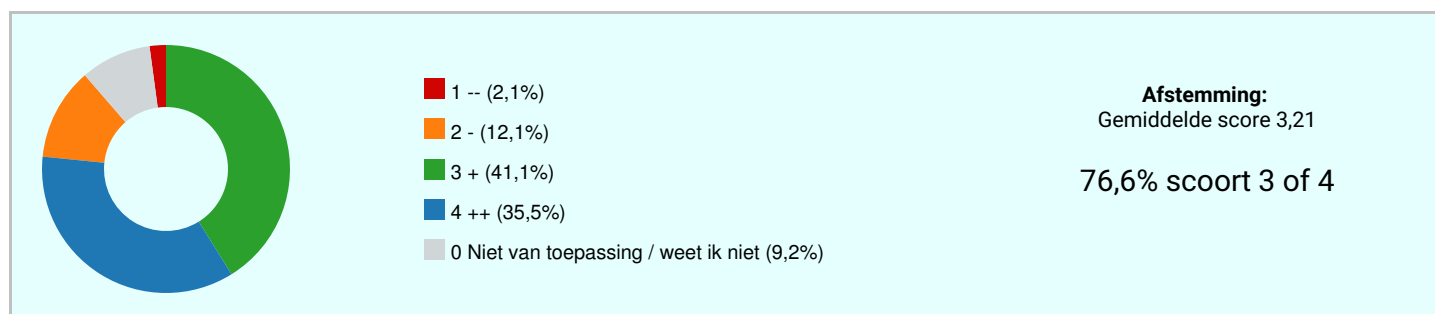 1 -- (2,1%)
2 - (12,1%)
3 + (41,1%)
4 ++ (35,5%)
0 Niet van toepassing / weet ik niet (9,2%)
Afstemming:
Gemiddelde score 3,21
76,6% scoort 3 of 4